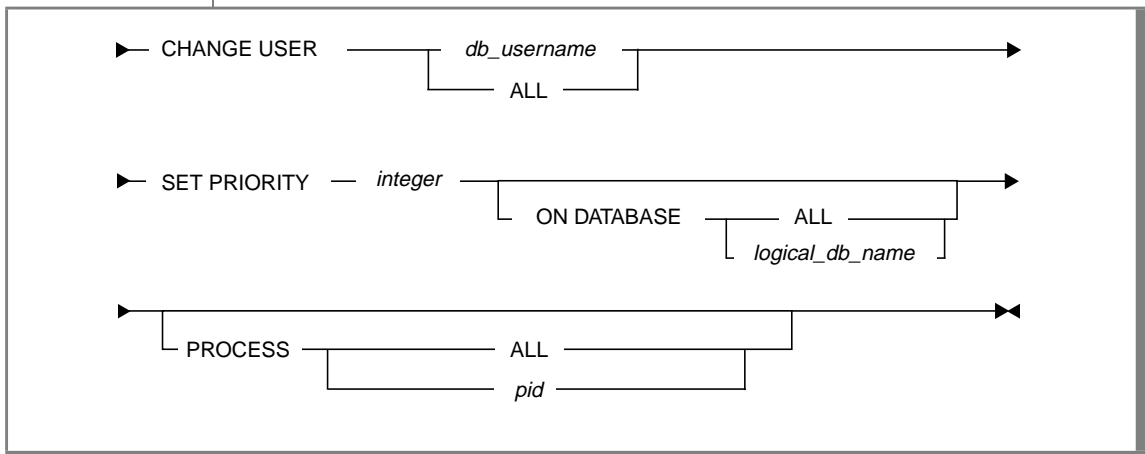 CHANGE USER db_username
ALL
SET PRIORITY integer
ON DATABASE ALL
logical_db_name
PROCESS ALL
pid